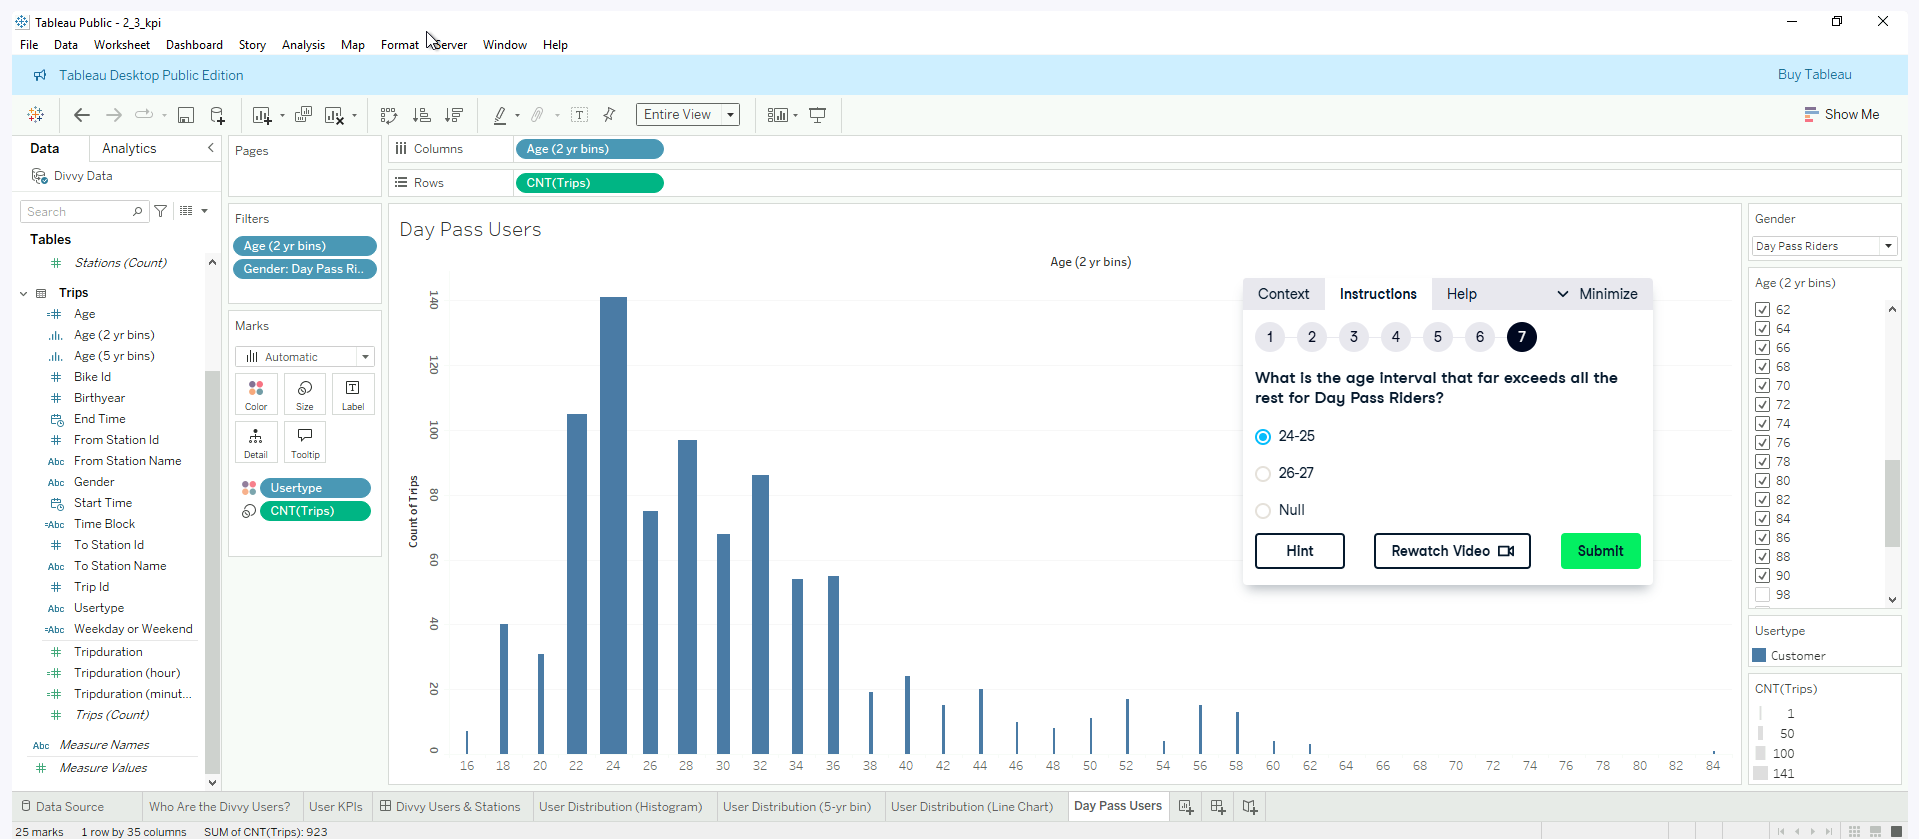 Tableau Public - 2_3_kpi
File Data Worksheet Dashboard Story Analysis Map Format Server Window Help
Tableau Desktop Public Edition
Buy Tableau
Entire View
Show Me
Data Analytics
Divvy Data
Search
Tables
Stations (Count)
Trips
Age
Age (2 yr bins)
Age (5 yr bins)
Bike Id
Birthyear
End Time
From Station Id
Abc From Station Name
Abc Gender
Start Time
=Abc Time Block
To Station Id
Abc To Station Name
Trip Id
Abc Usertype
=Abc Weekday or Weekend
Tripduration
Tripduration (hour)
Tripduration (minut...
Trips (Count)
Abc Measure Names
Measure Values
Pages
Filters
Age (2 yr bins)
Gender: Day Pass Ri..
Marks
Automatic
Color Size Label
Detail Tooltip
Usertype
CNT(Trips)
Columns Age (2 yr bins)
Rows CNT(Trips)
Day Pass Users
Age (2 yr bins)
Count of Trips
140
120
100
80
60
40
20
0
16 18 20 22 24 26 28 30 32 34 36 38 40 42 44 46 48 50 52 54 56 58 60 62 64 66 68 70 72 74 76 78 80 82 84
Context Instructions Help Minimize
1 2 3 4 5 6 7
What is the age interval that far exceeds all the
rest for Day Pass Riders?
24-25
26-27
Null
Hint Rewatch Video Submit
Gender
Day Pass Riders
Age (2 yr bins)
62
64
66
68
70
72
74
76
78
80
82
84
86
88
90
98
Usertype
Customer
CNT(Trips)
1
50
100
141
Data Source Who Are the Divvy Users? User KPIs Divvy Users & Stations User Distribution (Histogram) User Distribution (5-yr bin) User Distribution (Line Chart) Day Pass Users
25 marks 1 row by 35 columns SUM of CNT(Trips): 923